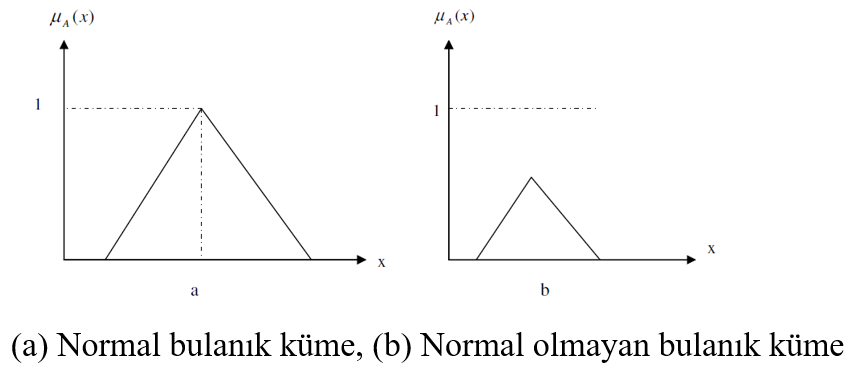 μA(x)
1
x
a
μA(x)
1
x
b
(a) Normal bulanık küme, (b) Normal olmayan bulanık küme